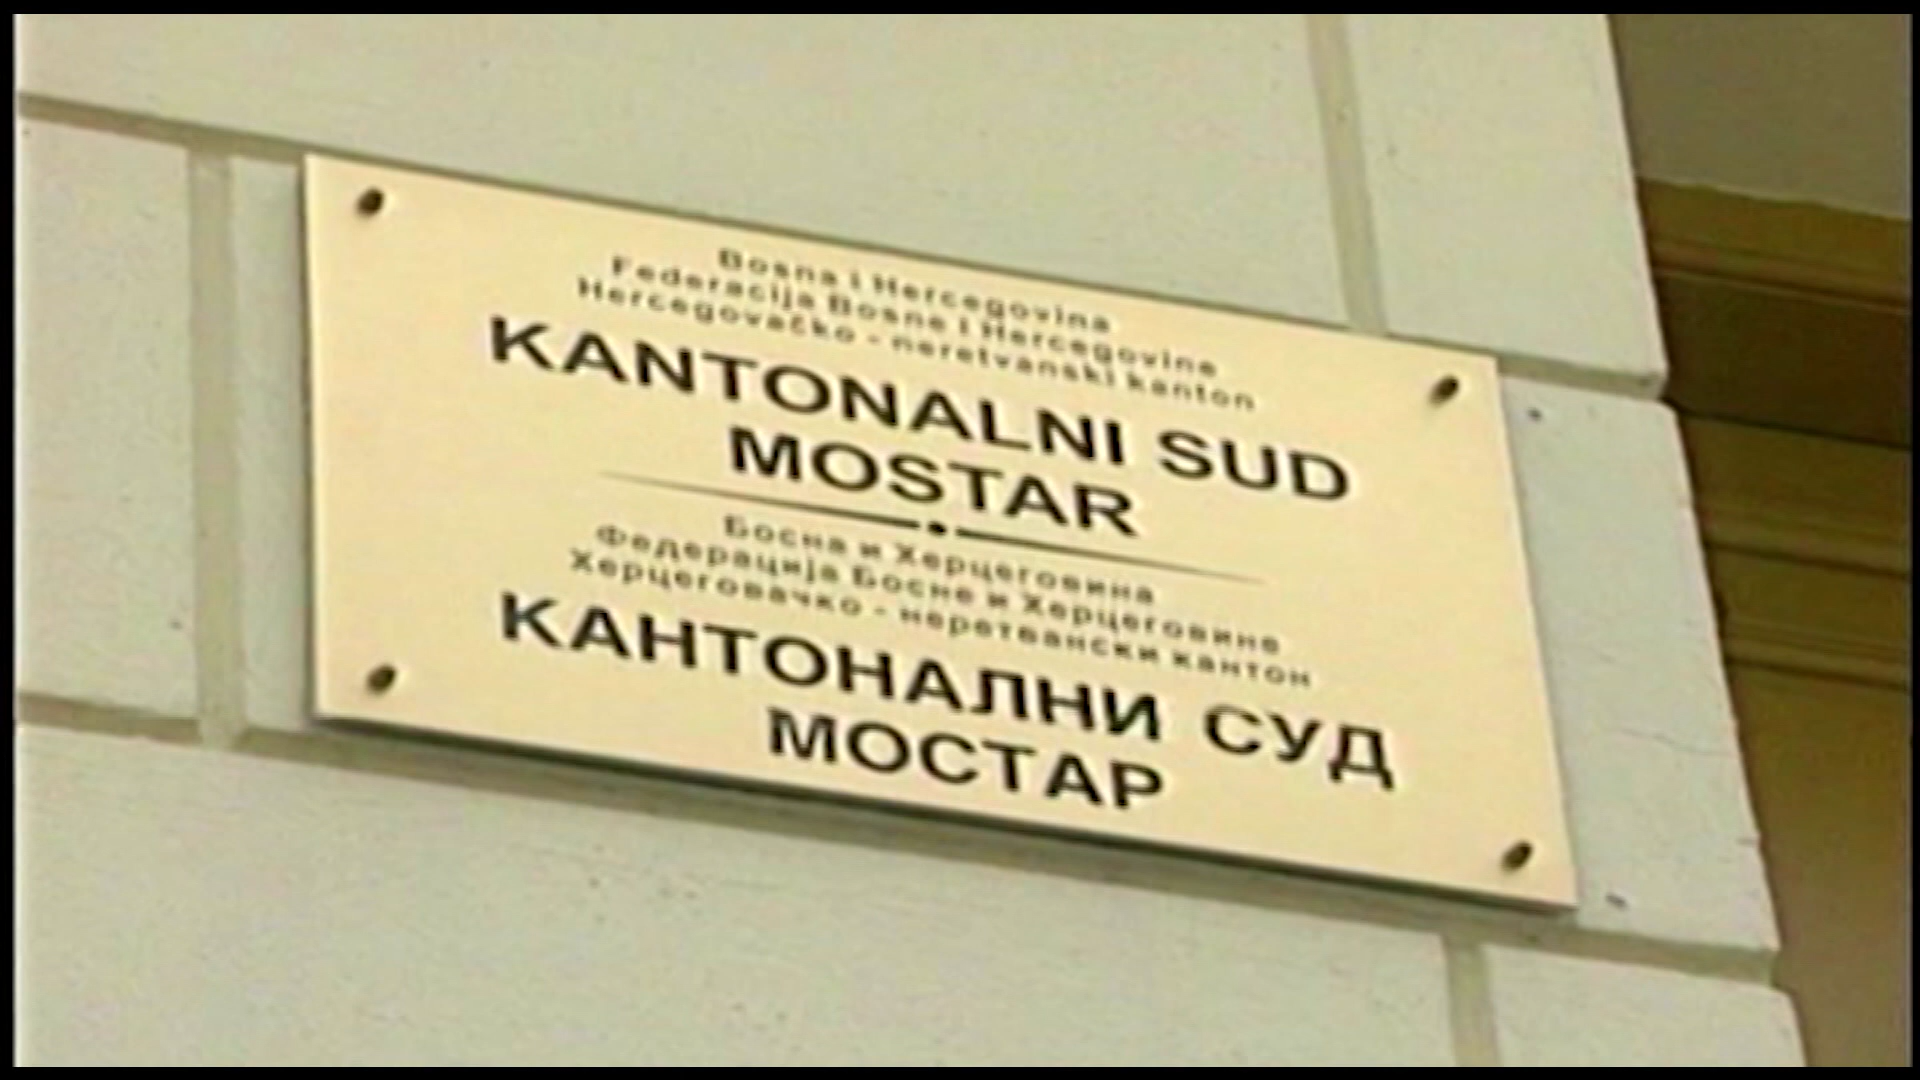 Bosna i Hercegovina
Federacija Bosne i Hercegovine
Hercegovačko - neretvanski kanton
KANTONALNI SUD
MOSTAR
Босна и Херцеговина
Федерација Босне и Херцеговине
Херцеговачко - неретвански кантон
КАНТОНАЛНИ СУД
МОСТАР